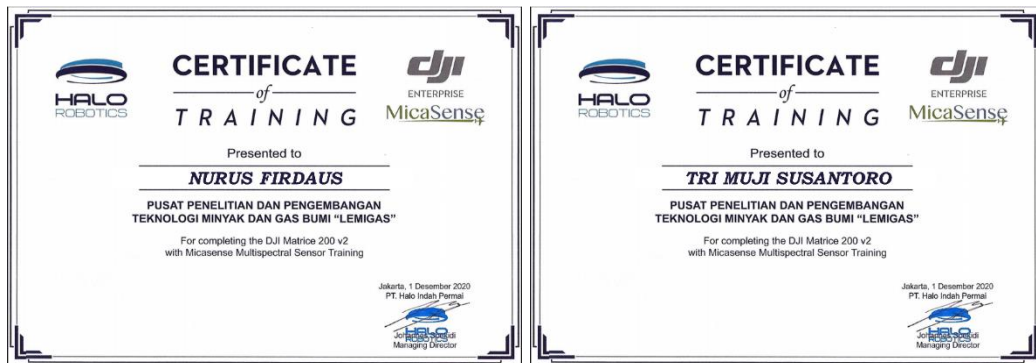 HALO
ROBOTICS
CERTIFICATE
of
TRAINING
dji
ENTERPRISE
MicaSense
Presented to
NURUS FIRDAUS
PUSAT PENELITIAN DAN PENGEMBANGAN
TEKNOLOGI MINYAK DAN GAS BUMI “LEMIGAS”
For completing the DJI Matrice 200 v2
with Micasense Multispectral Sensor Training
Jakarta, 1 Desember 2020
PT. Halo Indah Permai
HALO
ROBOTICS
Managing Director
HALO
ROBOTICS
CERTIFICATE
of
TRAINING
dji
ENTERPRISE
MicaSense
Presented to
TRI MUJI SUSANTORO
PUSAT PENELITIAN DAN PENGEMBANGAN
TEKNOLOGI MINYAK DAN GAS BUMI “LEMIGAS”
For completing the DJI Matrice 200 v2
with Micasense Multispectral Sensor Training
Jakarta, 1 Desember 2020
PT. Halo Indah Permai
HALO
ROBOTICS
Managing Director